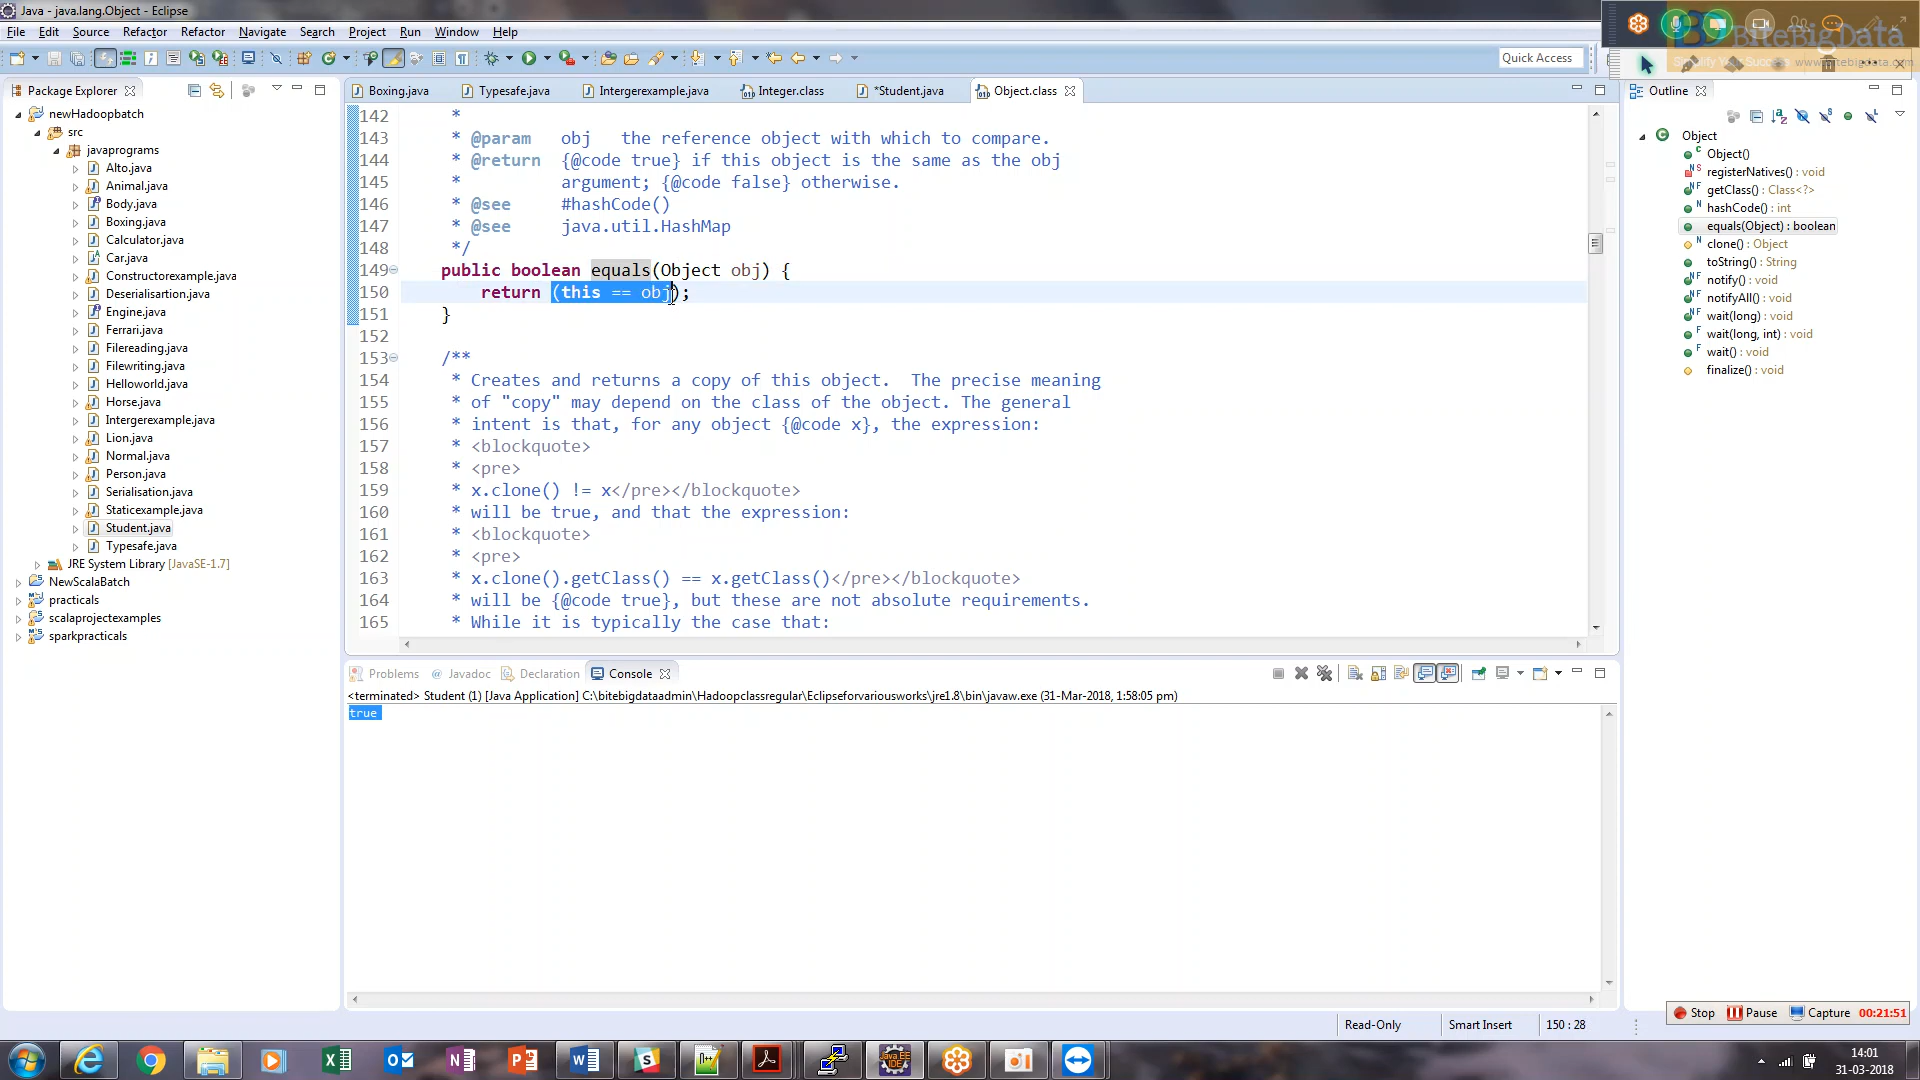 Java - java.lang.Object - Eclipse
File Edit Source Refactor Refactor Navigate Search Project Run Window Help
BiteBigData
Quick Access
www.bitebigdata.com
Package Explorer
Boxing.java
Typesafe.java
Intergerexample.java
Integer.class
*Student.java
Object.class
Outline
newHadoopbatch
src
javaprograms
Alto.java
Animal.java
Body.java
Boxing.java
Calculator.java
Car.java
Constructorexample.java
Deserialisartion.java
Engine.java
Ferrari.java
Filereading.java
Filewriting.java
Helloworld.java
Horse.java
Intergerexample.java
Lion.java
Normal.java
Person.java
Serialisation.java
Staticexample.java
Student.java
Typesafe.java
JRE System Library [JavaSE-1.7]
NewScalaBatch
practicals
scalaprojectexamples
sparkpracticals
142 *
143 * @param obj the reference object with which to compare.
144 * @return {@code true} if this object is the same as the obj
145 * argument; {@code false} otherwise.
146 * @see #hashCode()
147 * @see java.util.HashMap
148 */
149 public boolean equals(Object obj) {
150 return (this == obj);
151 }
152
153 /**
154 * Creates and returns a copy of this object. The precise meaning
155 * of "copy" may depend on the class of the object. The general
156 * intent is that, for any object {@code x}, the expression:
157 * <blockquote>
158 * <pre>
159 * x.clone() != x</pre></blockquote>
160 * will be true, and that the expression:
161 * <blockquote>
162 * <pre>
163 * x.clone().getClass() == x.getClass()</pre></blockquote>
164 * will be {@code true}, but these are not absolute requirements.
165 * While it is typically the case that:
Object
Object()
registerNatives() : void
getClass() : Class<?>
hashCode() : int
equals(Object) : boolean
clone() : Object
toString() : String
notify() : void
notifyAll() : void
wait(long) : void
wait(long, int) : void
wait() : void
finalize() : void
Problems @ Javadoc Declaration Console
<terminated> Student (1) [Java Application] C:\bitebigdataadmin\Hadoopclassregular\Eclipseforvariousworks\jre1.8\bin\javaw.exe (31-Mar-2018, 1:58:05 pm)
true
Stop Pause Capture 00:21:51
Read-Only Smart Insert 150 : 28
14:01
31-03-2018